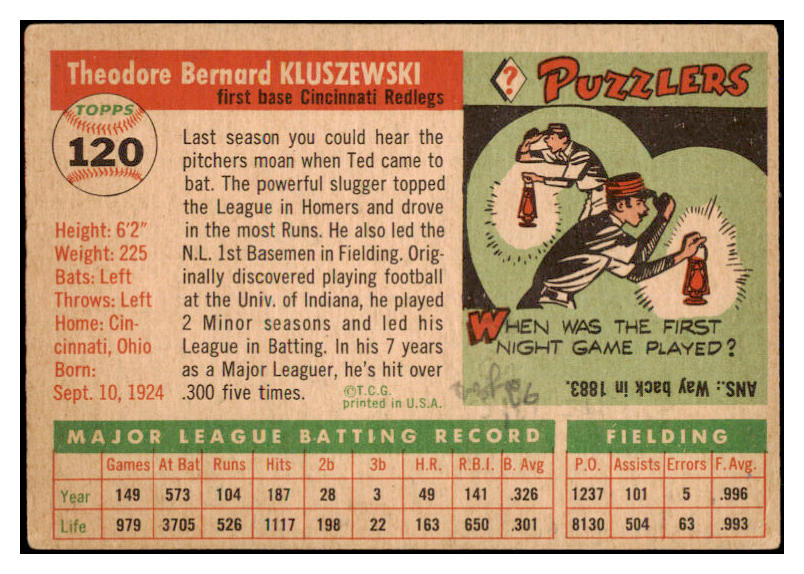 Theodore Bernard KLUSZEWSKI
first base Cincinnati Redlegs
TOPPS
120
Height: 6'2"
Weight: 225
Bats: Left
Throws: Left
Home: Cin-
cinnati, Ohio
Born:
Sept. 10, 1924
Last season you could hear the
pitchers moan when Ted came to
bat. The powerful slugger topped
the League in Homers and drove
in the most Runs. He also led the
N.L. 1st Basemen in Fielding. Orig-
inally discovered playing football
at the Univ. of Indiana, he played
2 Minor seasons and led his
League in Batting. In his 7 years
as a Major Leaguer, he's hit over
.300 five times.
©T.C.G.
printed in U.S.A.
? PUZZLERS
WHEN WAS THE FIRST
NIGHT GAME PLAYED?
ANS.: Way back in 1883.
MAJOR LEAGUE BATTING RECORD
Games At Bat Runs Hits 2b 3b H.R. R.B.I. B. Avg
Year 149 573 104 187 28 3 49 141 .326
Life 979 3705 526 1117 198 22 163 650 .301
FIELDING
P.O. Assists Errors F. Avg.
1237 101 5 .996
8130 504 63 .993